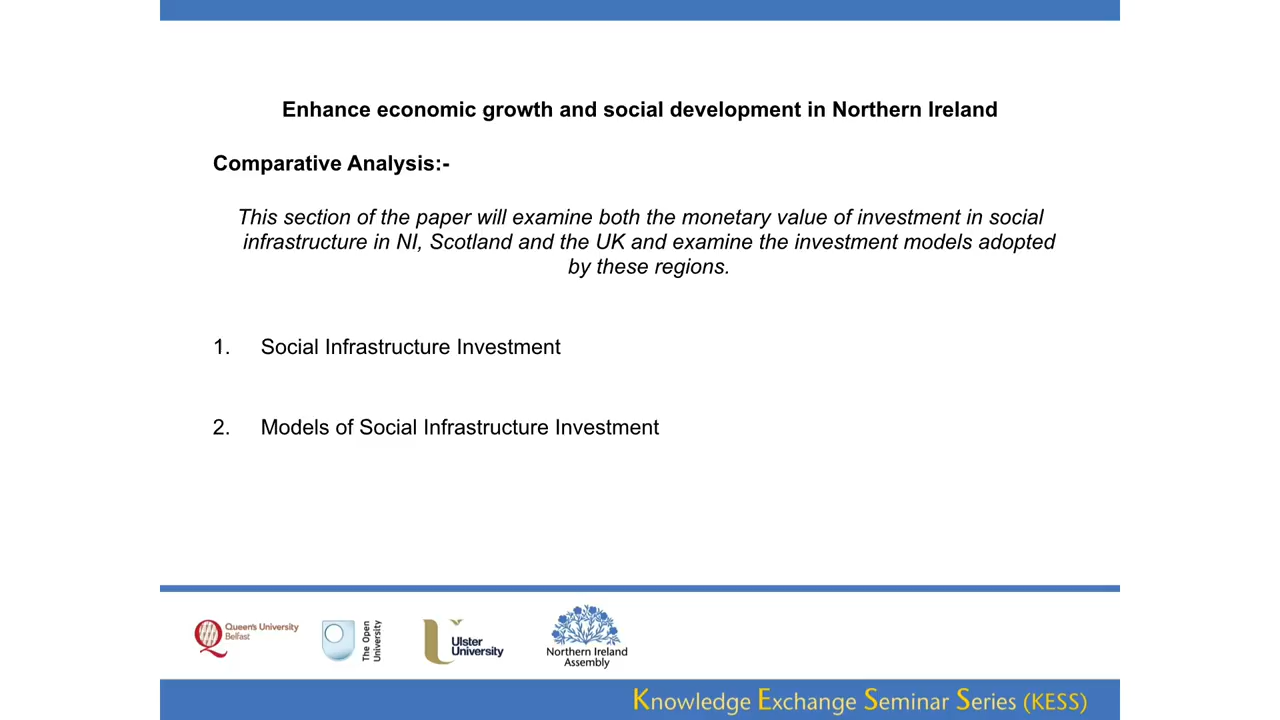 Enhance economic growth and social development in Northern Ireland
Comparative Analysis:-
This section of the paper will examine both the monetary value of investment in social
infrastructure in NI, Scotland and the UK and examine the investment models adopted
by these regions.
1. Social Infrastructure Investment
2. Models of Social Infrastructure Investment
Queen's University
Belfast
The Open
University
Ulster
University
Northern Ireland
Assembly
Knowledge Exchange Seminar Series (KESS)